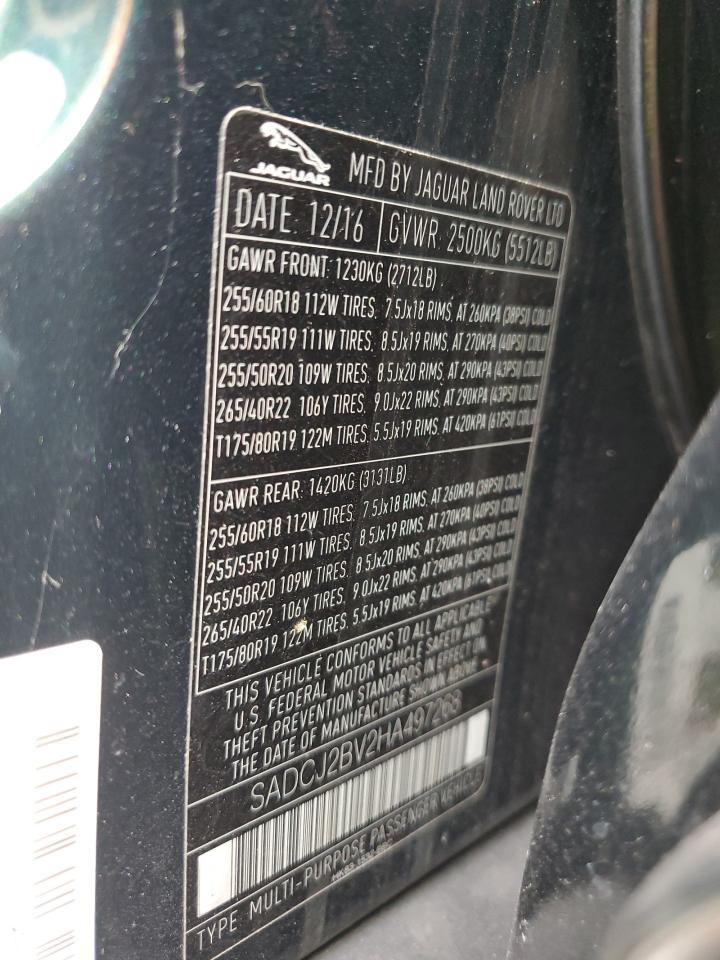 JAGUAR
MFD BY JAGUAR LAND ROVER LTD
DATE: 12/16 GVWR: 2500KG (5512LB)
GAWR FRONT: 1230KG (2712LB)
255/60R18 112W TIRES, 7.5Jx18 RIMS, AT 260KPA (38PSI) COLD
255/55R19 111W TIRES, 8.5Jx19 RIMS, AT 270KPA (40PSI) COLD
255/50R20 109W TIRES, 8.5Jx20 RIMS, AT 290KPA (43PSI) COLD
265/40R22 106Y TIRES, 9.0Jx22 RIMS, AT 290KPA (43PSI) COLD
T175/80R19 122M TIRES, 5.5Jx19 RIMS, AT 420KPA (61PSI) COLD
GAWR REAR: 1420KG (3131LB)
255/60R18 112W TIRES, 7.5Jx18 RIMS, AT 260KPA (38PSI) COLD
255/55R19 111W TIRES, 8.5Jx19 RIMS, AT 270KPA (40PSI) COLD
255/50R20 109W TIRES, 8.5Jx20 RIMS, AT 290KPA (43PSI) COLD
265/40R22 106Y TIRES, 9.0Jx22 RIMS, AT 290KPA (43PSI) COLD
T175/80R19 122M TIRES, 5.5Jx19 RIMS, AT 420KPA (61PSI) COLD
THIS VEHICLE CONFORMS TO ALL APPLICABLE
U.S. FEDERAL MOTOR VEHICLE SAFETY AND
THEFT PREVENTION STANDARDS IN EFFECT ON
THE DATE OF MANUFACTURE SHOWN ABOVE.
SADCJ2BV2HA497268
TYPE: MULTI-PURPOSE PASSENGER VEHICLE